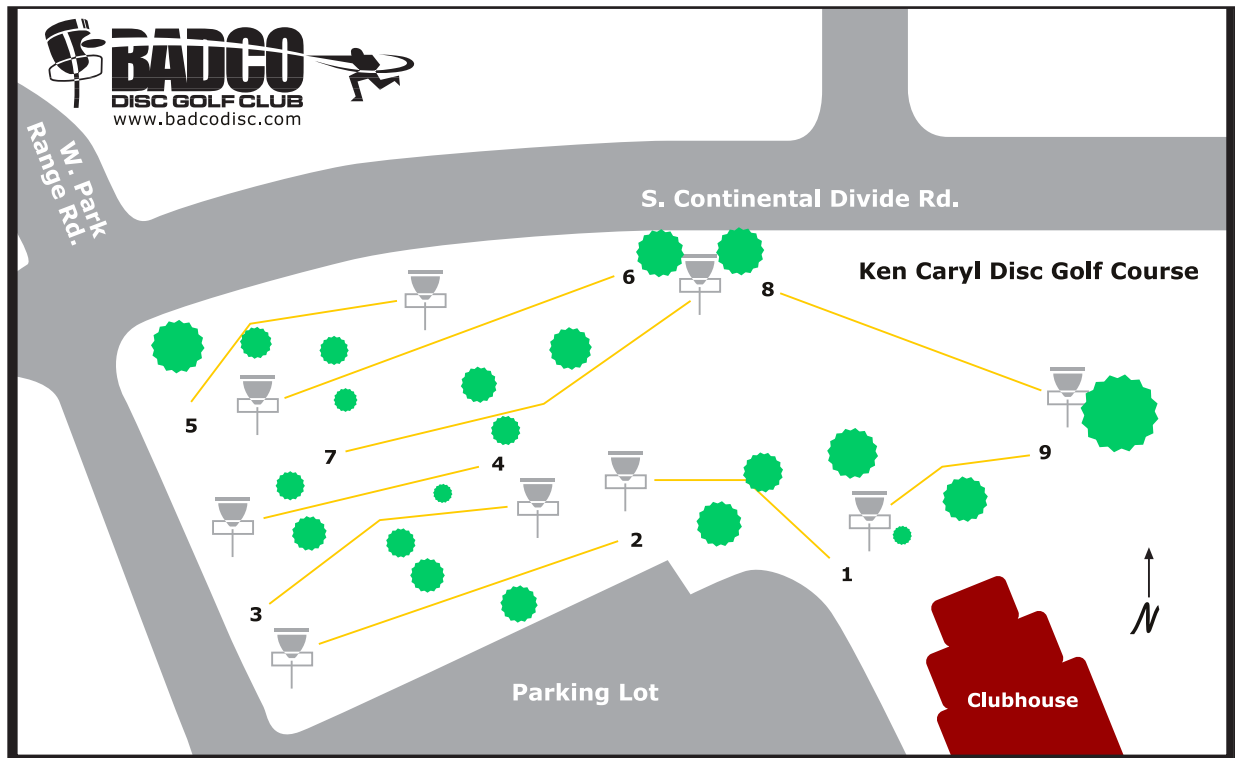 BADCO
DISC GOLF CLUB
www.badcodisc.com
W. Park
Range Rd.
S. Continental Divide Rd.
Ken Caryl Disc Golf Course
6
8
5
7
4
9
2
1
3
N
Parking Lot
Clubhouse